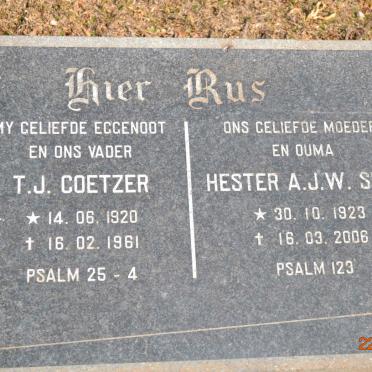 Hier Rus
MY GELIEFDE EGGENOOT
EN ONS VADER
T.J. COETZER
★ 14. 06. 1920
† 16. 02. 1961
PSALM 25 - 4
ONS GELIEFDE MOEDER
EN OUMA
HESTER A.J.W.
★ 30. 10. 1923
† 16. 03. 2006
PSALM 123
22